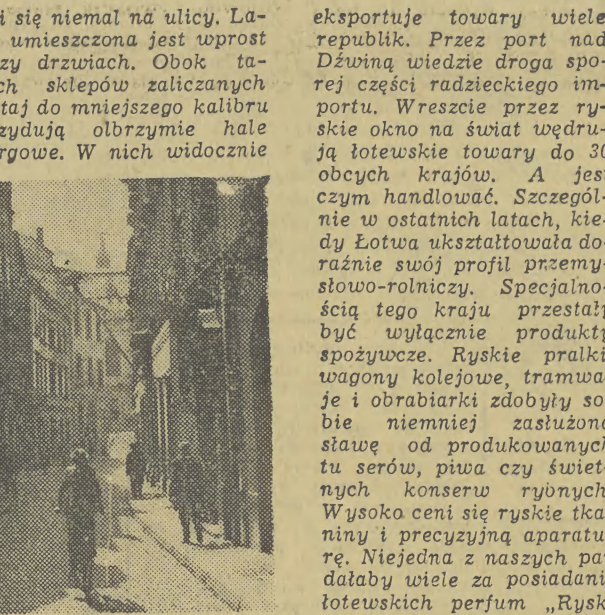 i się niemal na ulicy. La-
umieszczona jest wprost
zy drzwiach. Obok ta-
ch sklepów zaliczanych
taj do mniejszego kalibru
zydują olbrzymie hale
rgowe. W nich widocznie
eksportuje towary wiele
republik. Przez port nad
Dźwiną wiedzie droga spo-
rej części radzieckiego im-
portu. Wreszcie przez ry-
skie okno na świat wędru-
ją łotewskie towary do 30
obcych krajów. A jest
czym handlować. Szczegól-
nie w ostatnich latach, kie-
dy Łotwa ukształtowała do-
raźnie swój profil przemy-
słowo-rolniczy. Specjalno-
ścią tego kraju przestały
być wyłącznie produkty
spożywcze. Ryskie pralki
wagony kolejowe, tramwa-
je i obrabiarki zdobyły so-
bie niemniej zasłużoną
sławę od produkowanych
tu serów, piwa czy świet-
nych konserw rybnych
Wysoko ceni się ryskie tka
niny i precyzyjną aparatu
rę. Niejedna z naszych pa
dałaby wiele za posiadani
łotewskich perfum „Rysk